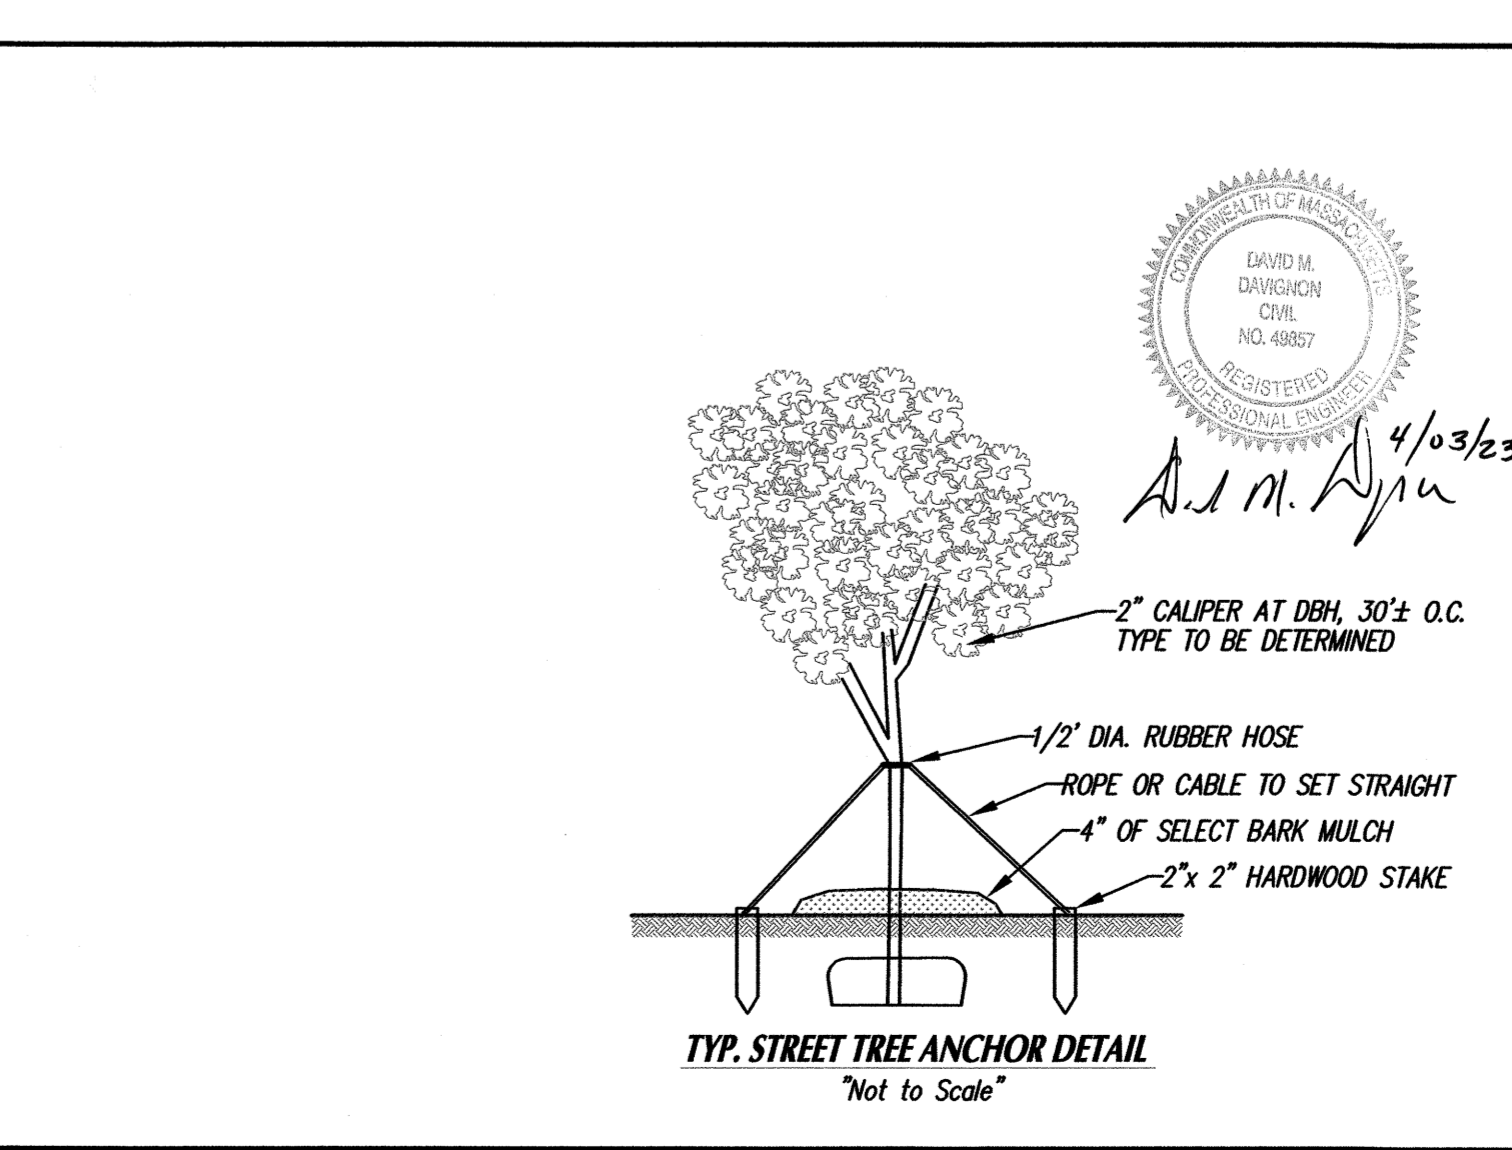 COMMONWEALTH OF MASSACHUSETTS
DAVID M.
DAVIGNON
CIVIL
NO. 49857
REGISTERED
PROFESSIONAL ENGINEER
4/03/23
2" CALIPER AT DBH, 30'± O.C.
TYPE TO BE DETERMINED
1/2' DIA. RUBBER HOSE
ROPE OR CABLE TO SET STRAIGHT
4" OF SELECT BARK MULCH
2"x 2" HARDWOOD STAKE
TYP. STREET TREE ANCHOR DETAIL
"Not to Scale"